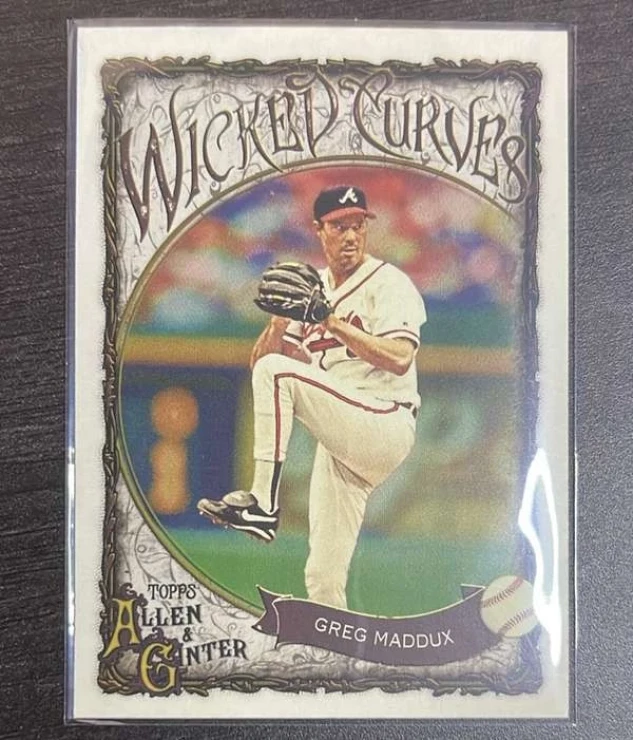 WICKED CURVES
A
TOPPS
ALLEN
&
GINTER
GREG MADDUX